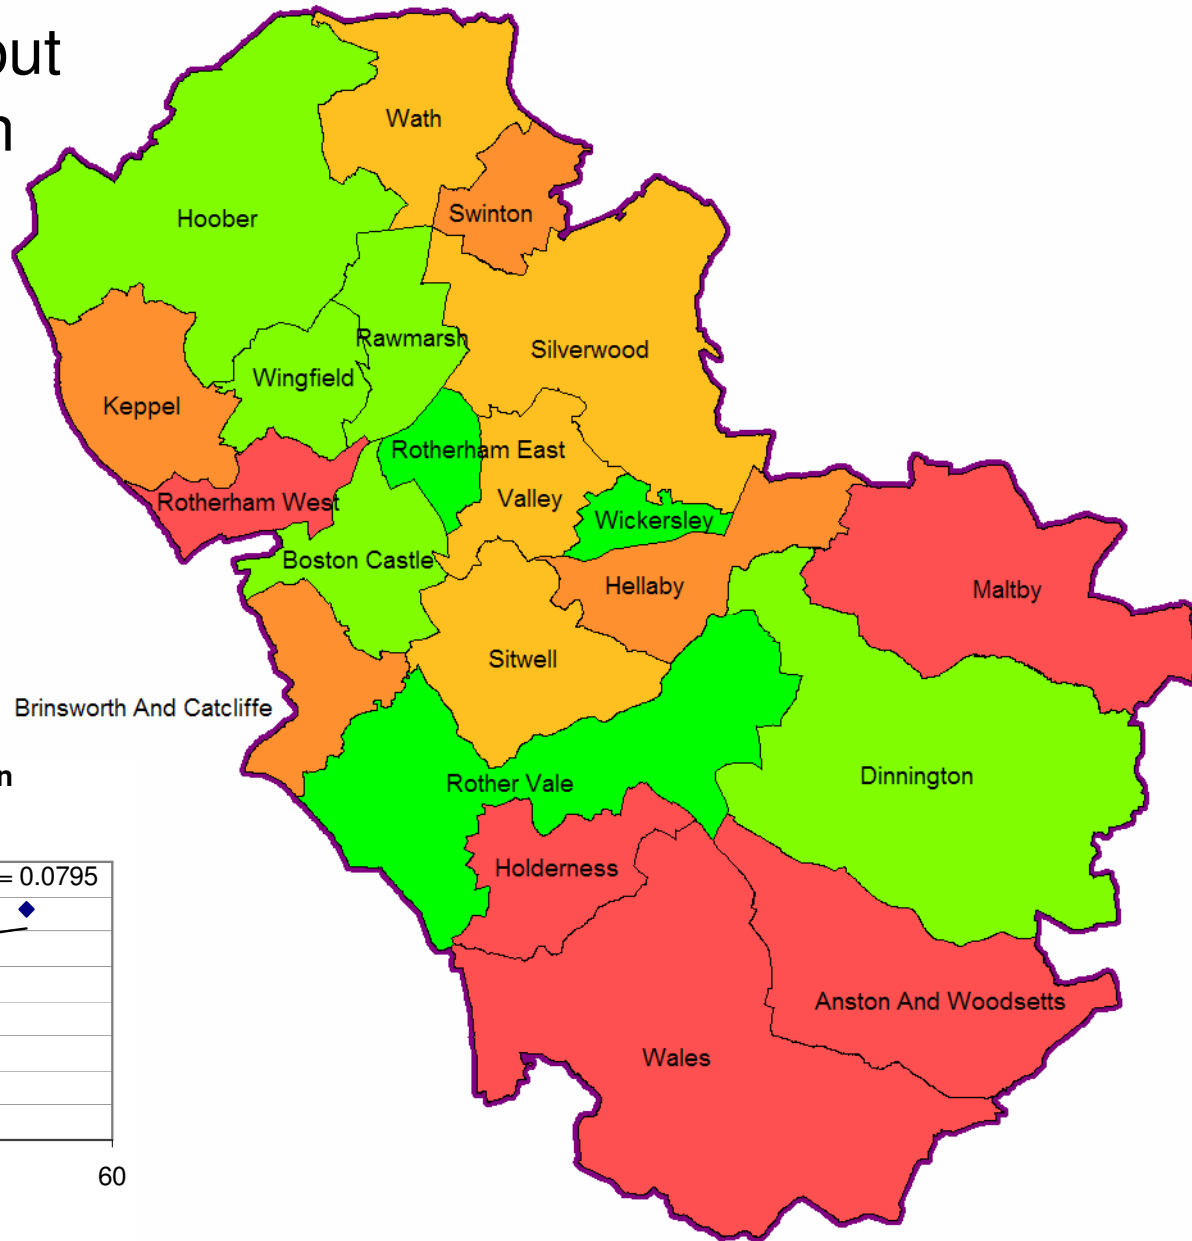 out
n
Wath
Swinton
Hoober
Rawmarsh
Silverwood
Wingfield
Keppel
Rotherham East
Valley
Rotherham West
Wickersley
Boston Castle
Hellaby
Maltby
Sitwell
Brinsworth And Catcliffe
Dinnington
Rother Vale
n
Holderness
= 0.0795
Anston And Woodsetts
Wales
60